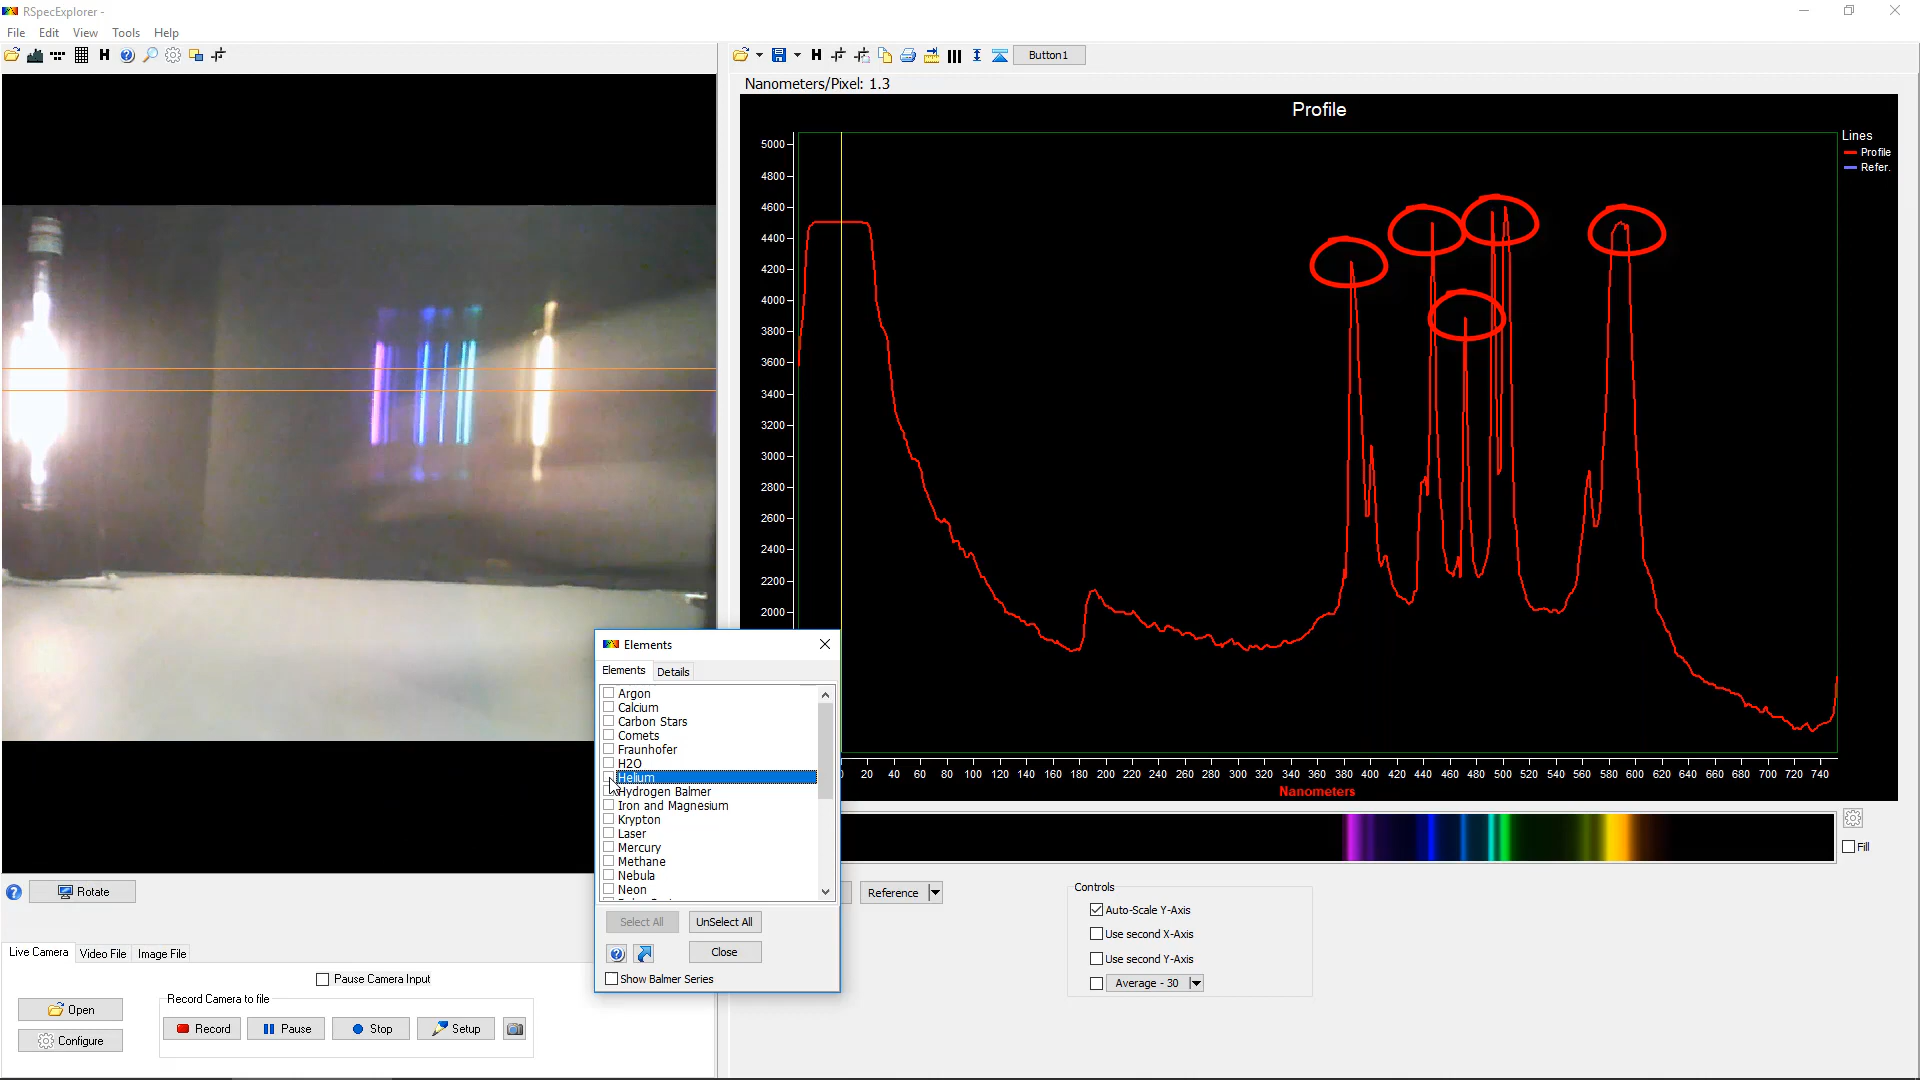 RSpecExplorer -
File Edit View Tools Help
H
H
Button1
Nanometers/Pixel: 1.3
Profile
Lines
Profile
Refer.
5000
4800
4600
4400
4200
4000
3800
3600
3400
3200
3000
2800
2600
2400
2200
2000
20 40 60 80 100 120 140 160 180 200 220 240 260 280 300 320 340 360 380 400 420 440 460 480 500 520 540 560 580 600 620 640 660 680 700 720 740
Nanometers
Elements
Elements Details
Argon
Calcium
Carbon Stars
Comets
Fraunhofer
H2O
Helium
Hydrogen Balmer
Iron and Magnesium
Krypton
Laser
Mercury
Methane
Nebula
Neon
Select All UnSelect All
Close
Show Balmer Series
Fill
Rotate
Reference
Controls
Auto-Scale Y-Axis
Use second X-Axis
Use second Y-Axis
Average - 30
Live Camera Video File Image File
Pause Camera Input
Record Camera to file
Open
Record Pause Stop Setup
Configure